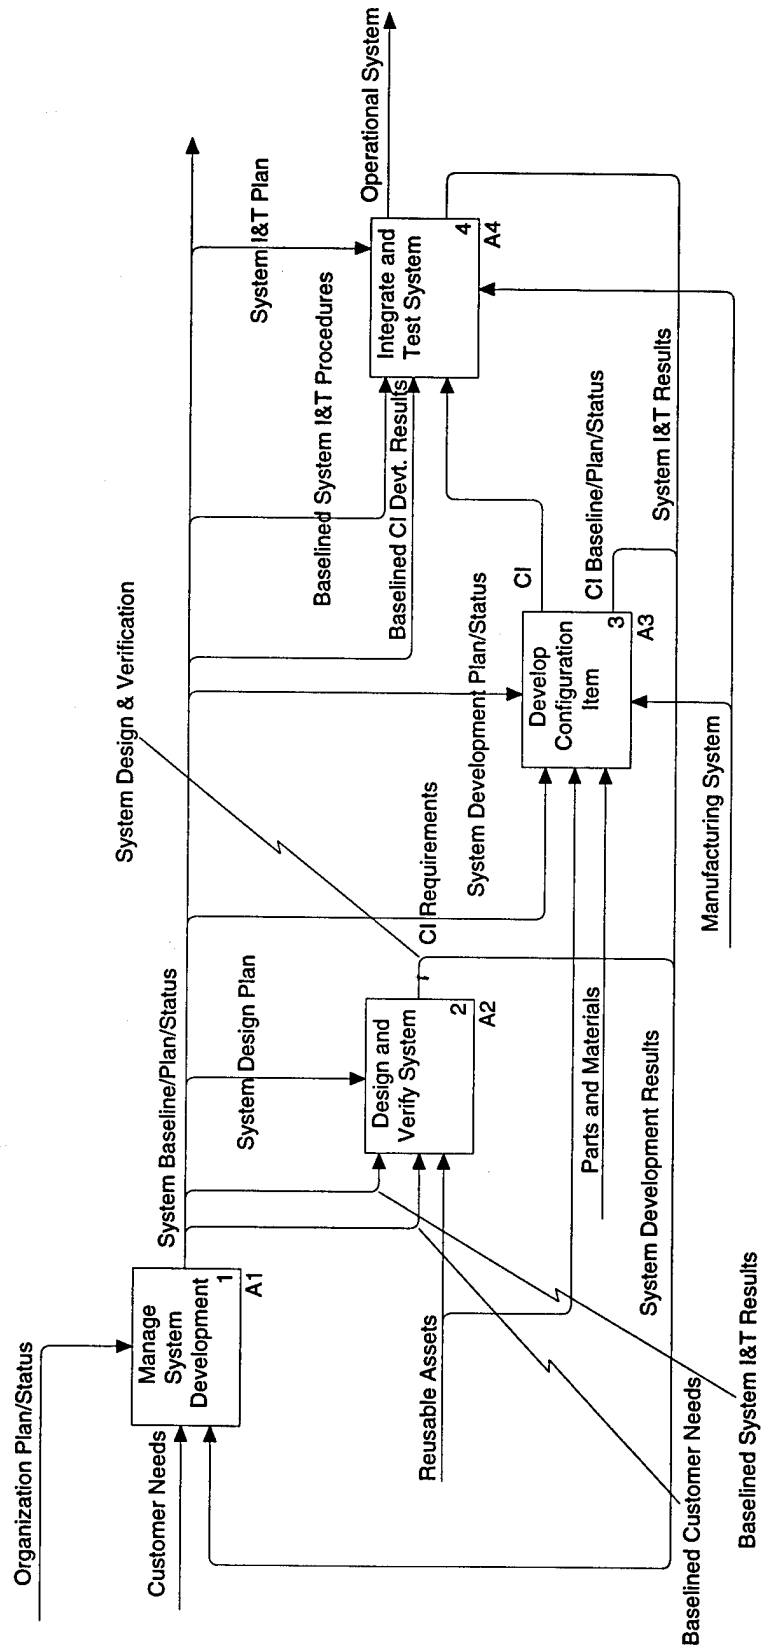 Organization Plan/Status
Customer Needs
Manage
System
Development
1
A1
System Baseline/Plan/Status
System Design Plan
Design and
Verify System
2
A2
Reusable Assets
Baselined Customer Needs
Baselined System I&T Results
System Development Results
Parts and Materials
System Design & Verification
CI Requirements
System Development Plan/Status
Develop
Configuration
Item
3
A3
Manufacturing System
CI
CI Baseline/Plan/Status
System I&T Results
Baselined CI Devt. Results
Baselined System I&T Procedures
System I&T Plan
Integrate and
Test System
4
A4
Operational System